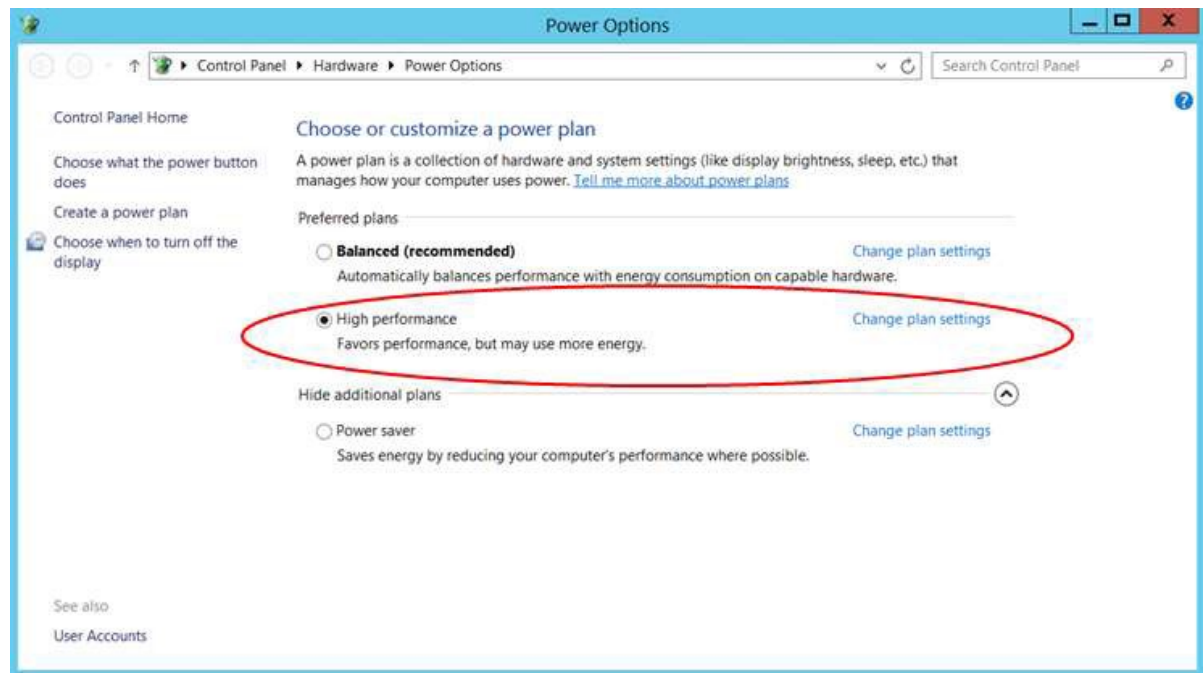 Power Options
Control Panel Hardware Power Options
Search Control Panel
Control Panel Home
Choose what the power button
does
Create a power plan
Choose when to turn off the
display
Choose or customize a power plan
A power plan is a collection of hardware and system settings (like display brightness, sleep, etc.) that
manages how your computer uses power. Tell me more about power plans
Preferred plans
Balanced (recommended) Change plan settings
Automatically balances performance with energy consumption on capable hardware.
High performance Change plan settings
Favors performance, but may use more energy.
Hide additional plans
Power saver Change plan settings
Saves energy by reducing your computer's performance where possible.
See also
User Accounts